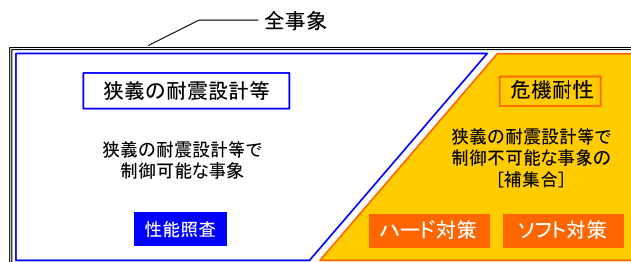 全事象
狭義の耐震設計等
狭義の耐震設計等で
制御可能な事象
性能照査
危機耐性
狭義の耐震設計等で
制御不可能な事象の
[補集合]
ハード対策
ソフト対策